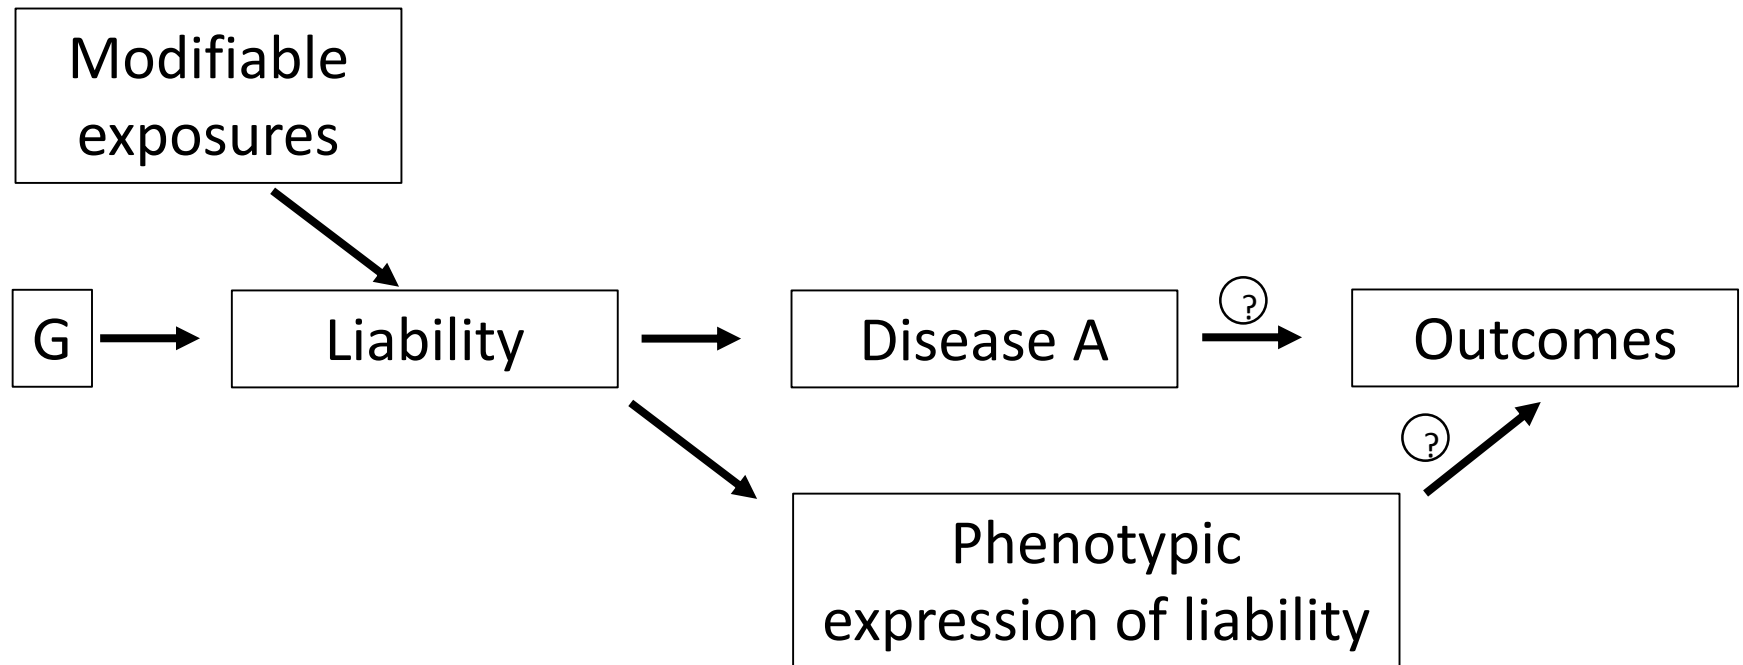 Modifiable
exposures
G
Liability
Disease A
?
Outcomes
?
Phenotypic
expression of liability